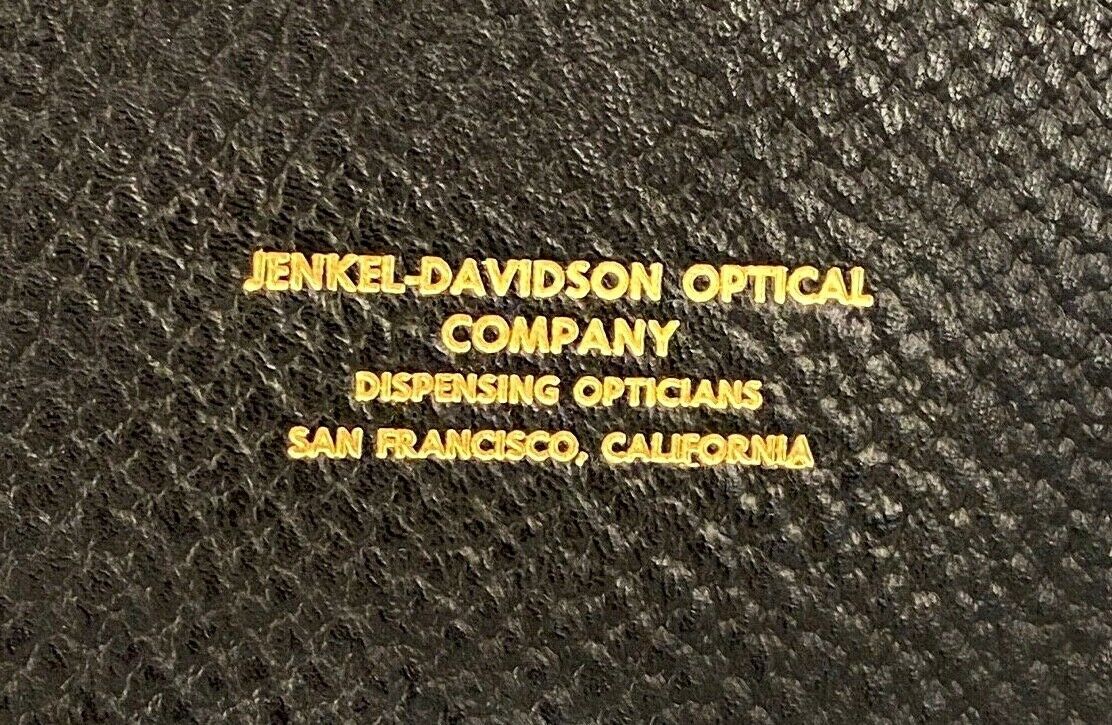 JENKEL-DAVIDSON OPTICAL
COMPANY
DISPENSING OPTICIANS
SAN FRANCISCO, CALIFORNIA